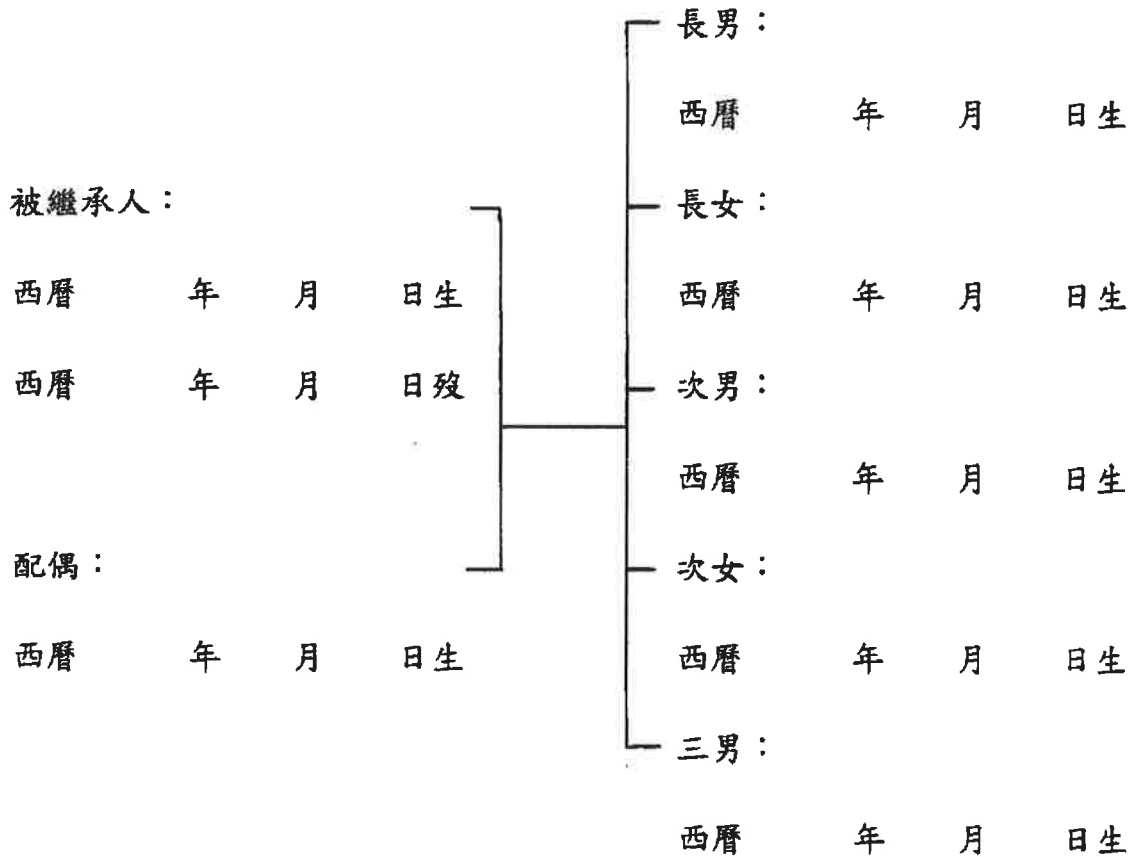 被繼承人：
西曆 年 月 日生
西曆 年 月 日歿
配偶：
西曆 年 月 日生
長男：
西曆 年 月 日生
長女：
西曆 年 月 日生
次男：
西曆 年 月 日生
次女：
西曆 年 月 日生
三男：
西曆 年 月 日生